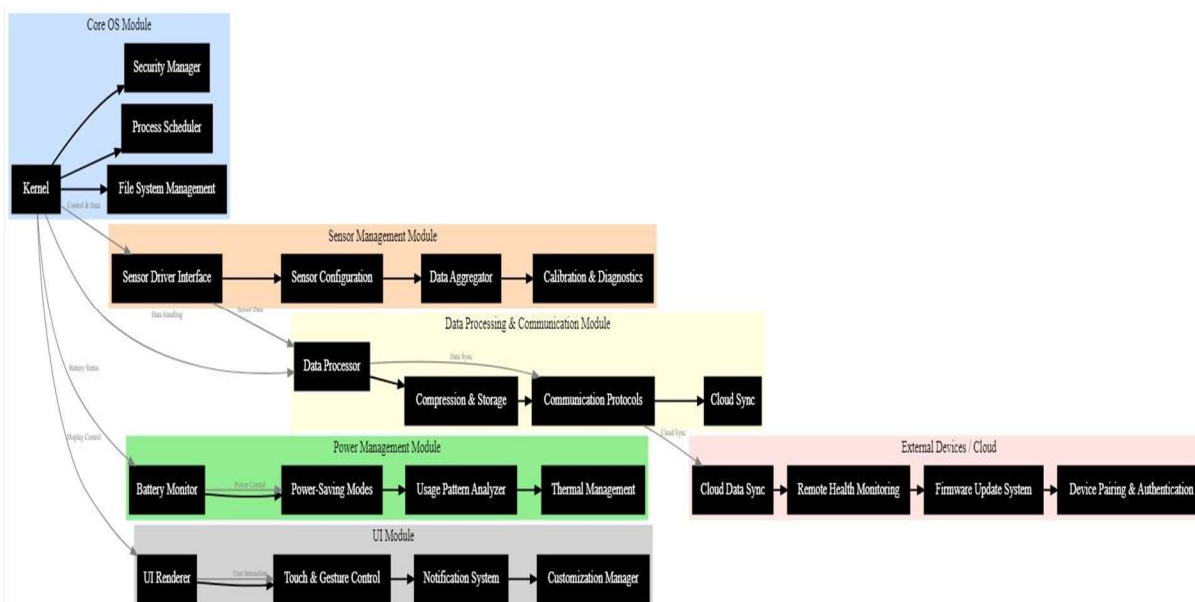 Core OS Module
Security Manager
Process Scheduler
Kernel
File System Management
Control & Data
Sensor Management Module
Sensor Driver Interface
Sensor Configuration
Data Aggregator
Calibration & Diagnostics
Data Handling
Sensor Data
Data Processing & Communication Module
Data Processor
Data Sync
Battery Status
Compression & Storage
Communication Protocols
Cloud Sync
Display Control
Cloud Sync
Power Management Module
External Devices / Cloud
Battery Monitor
Power Control
Power-Saving Modes
Usage Pattern Analyzer
Thermal Management
Cloud Data Sync
Remote Health Monitoring
Firmware Update System
Device Pairing & Authentication
UI Module
UI Renderer
User Interaction
Touch & Gesture Control
Notification System
Customization Manager